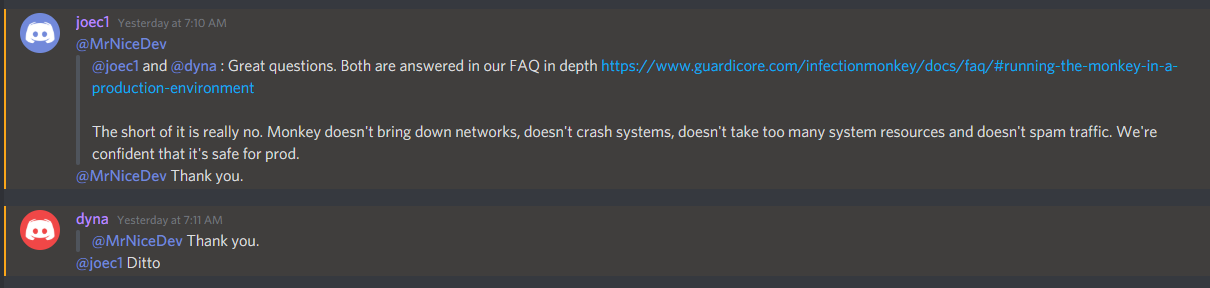 joec1 Yesterday at 7:10 AM
@MrNiceDev
@joec1 and @dyna : Great questions. Both are answered in our FAQ in depth https://www.guardicore.com/infectionmonkey/docs/faq/#running-the-monkey-in-a-
production-environment
The short of it is really no. Monkey doesn't bring down networks, doesn't crash systems, doesn't take too many system resources and doesn't spam traffic. We're
confident that it's safe for prod.
@MrNiceDev Thank you.
dyna Yesterday at 7:11 AM
@MrNiceDev Thank you.
@joec1 Ditto